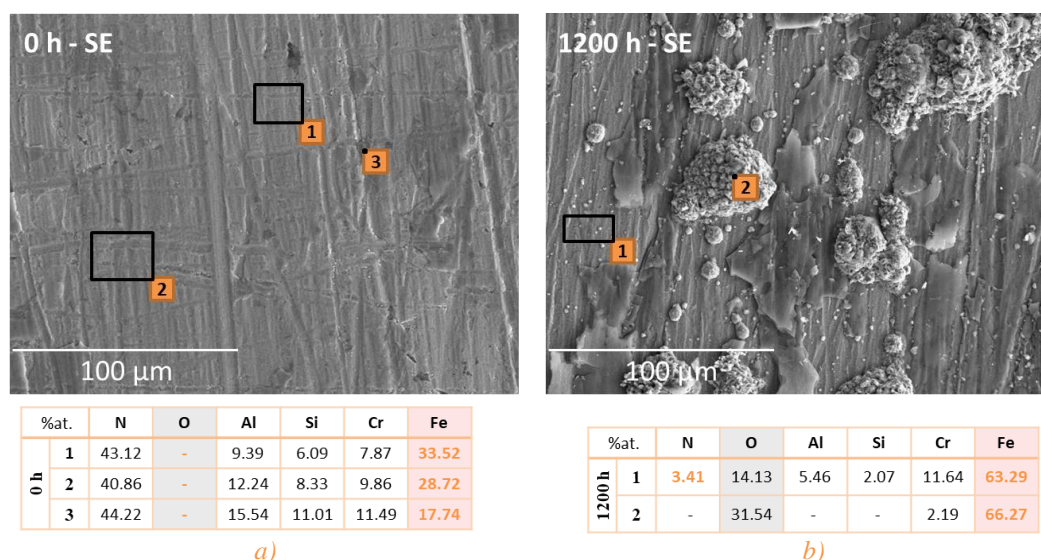 0 h - SE
1
3
2
100 µm
%at. N O Al Si Cr Fe
0 h
1 43.12 - 9.39 6.09 7.87 33.52
2 40.86 - 12.24 8.33 9.86 28.72
3 44.22 - 15.54 11.01 11.49 17.74
a)
1200 h - SE
2
1
100 µm
%at. N O Al Si Cr Fe
1200 h
1 3.41 14.13 5.46 2.07 11.64 63.29
2 - 31.54 - - 2.19 66.27
b)